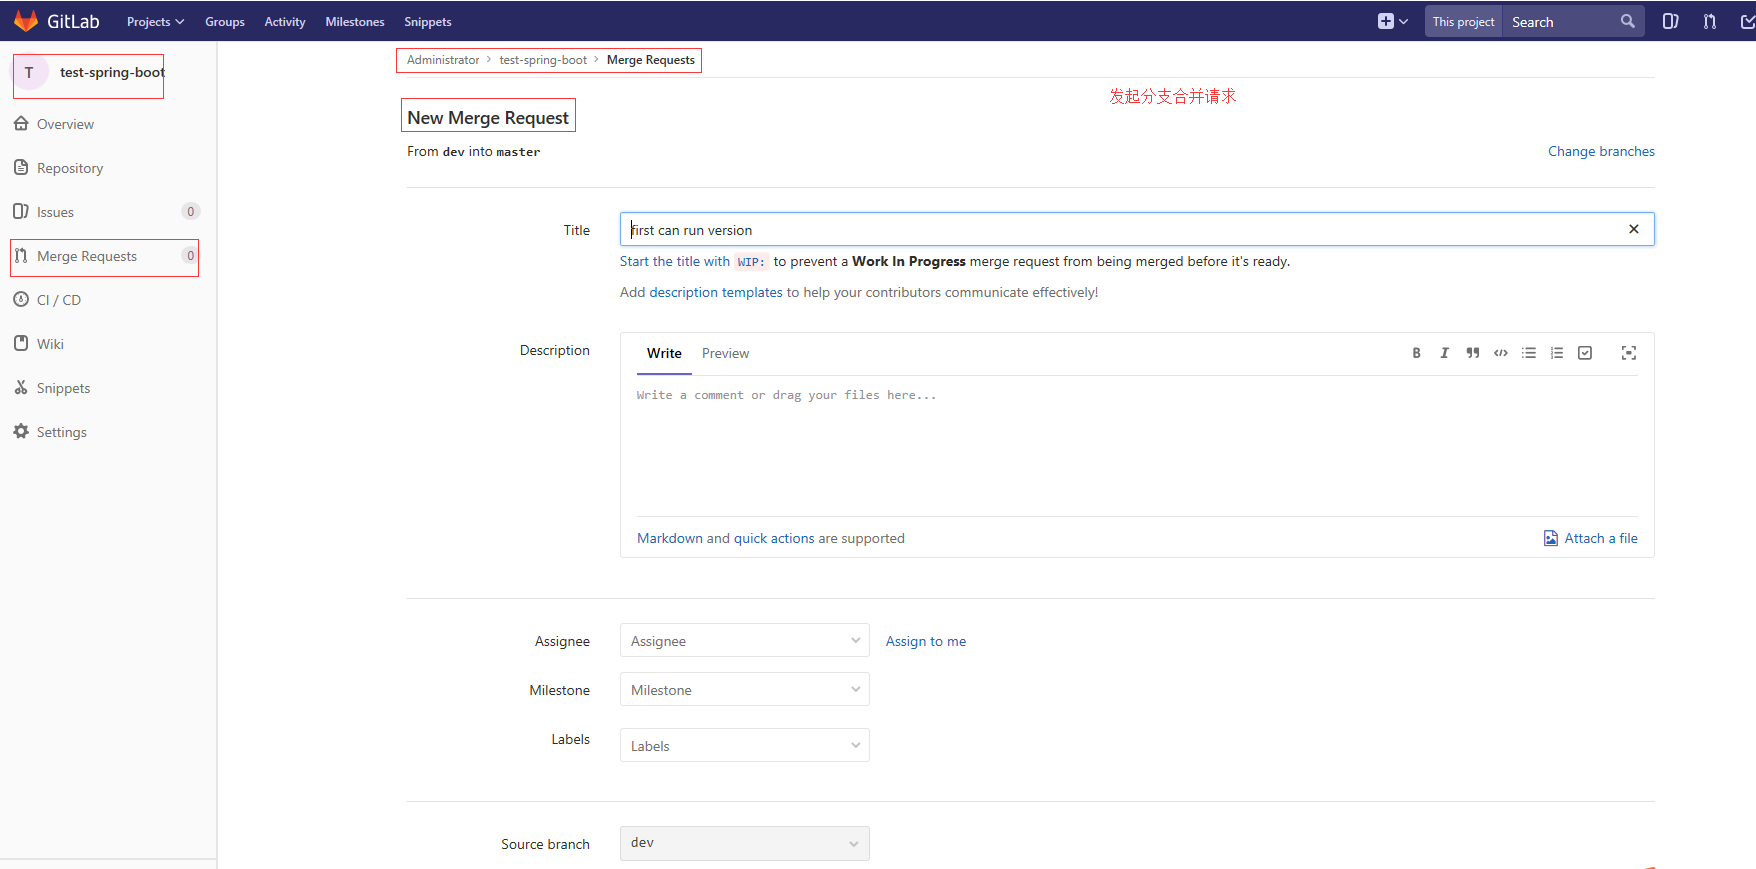 GitLab Projects Groups Activity Milestones Snippets This project Search
T test-spring-boot
Overview
Repository
Issues 0
Merge Requests 0
CI / CD
Wiki
Snippets
Settings
Administrator > test-spring-boot > Merge Requests
发起分支合并请求
New Merge Request
From dev into master
Change branches
Title
first can run version
Start the title with WIP: to prevent a Work In Progress merge request from being merged before it's ready.
Add description templates to help your contributors communicate effectively!
Description
Write Preview
Write a comment or drag your files here...
Markdown and quick actions are supported
Attach a file
Assignee Assignee Assign to me
Milestone Milestone
Labels Labels
Source branch dev